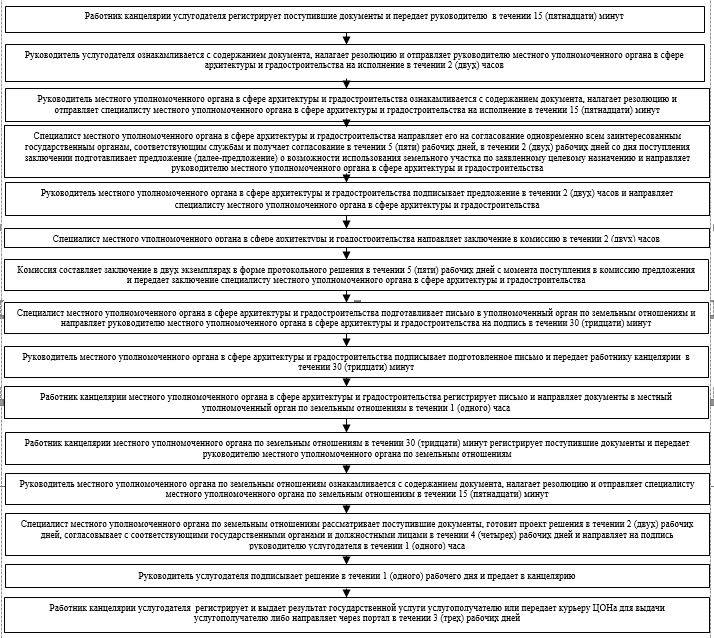 Работник канцелярии услугодателя регистрирует поступившие документы и передает руководителю в течении 15 (пятнадцати) минут
Руководитель услугодателя ознакамливается с содержанием документа, налагает резолюцию и отправляет руководителю местного уполномоченного органа в сфере
архитектуры и градостроительства на исполнение в течении 2 (двух) часов
Руководитель местного уполномоченного органа в сфере архитектуры и градостроительства ознакамливается с содержанием документа, налагает резолюцию и
отправляет специалисту местного уполномоченного органа в сфере архитектуры и градостроительства на исполнение в течении 15 (пятнадцати) минут
Специалист местного уполномоченного органа в сфере архитектуры и градостроительства направляет его на согласование одновременно всем заинтересованным
государственным органам, соответствующим службам и получает согласование в течении 5 (пяти) рабочих дней, в течении 2 (двух) рабочих дней со дня поступления
заключении подготавливает предложение (далее-предложение) о возможности использования земельного участка по заявленному целевому назначению и направляет
руководителю местного уполномоченного органа в сфере архитектуры и градостроительства
Руководитель местного уполномоченного органа в сфере архитектуры и градостроительства подписывает предложение в течении 2 (двух) часов и направляет
специалисту местного уполномоченного органа в сфере архитектуры и градостроительства
Специалист местного уполномоченного органа в сфере архитектуры и градостроительства направляет заключение в комиссию в течении 2 (двух) часов
Комиссия составляет заключение в двух экземплярах в форме протокольного решения в течении 5 (пяти) рабочих дней с момента поступления в комиссию предложения
и передает заключение специалисту местного уполномоченного органа в сфере архитектуры и градостроительства
Специалист местного уполномоченного органа в сфере архитектуры и градостроительства подготавливает письмо в уполномоченный орган по земельным отношениям и
направляет руководителю местного уполномоченного органа в сфере архитектуры и градостроительства на подпись в течении 30 (тридцати) минут
Руководитель местного уполномоченного органа в сфере архитектуры и градостроительства подписывает подготовленное письмо и передает работнику канцелярии в
течении 30 (тридцати) минут
Работник канцелярии местного уполномоченного органа в сфере архитектуры и градостроительства регистрирует письмо и направляет документы в местный
уполномоченный орган по земельным отношениям в течении 1 (одного) часа
Работник канцелярии местного уполномоченного органа по земельным отношениям в течении 30 (тридцати) минут регистрирует поступившие документы и передает
руководителю местного уполномоченного органа по земельным отношениям
Руководитель местного уполномоченного органа по земельным отношениям ознакамливается с содержанием документа, налагает резолюцию и отправляет специалисту
местного уполномоченного органа по земельным отношениям в течении 15 (пятнадцати) минут
Специалист местного уполномоченного органа по земельным отношениям рассматривает поступившие документы, готовит проект решения в течении 2 (двух) рабочих
дней, согласовывает с соответствующими государственными органами и должностными лицами в течении 4 (четырех) рабочих дней и направляет на подпись
руководителю услугодателя в течении 1 (одного) часа
Руководитель услугодателя подписывает решение в течении 1 (одного) рабочего дня и предает в канцелярию
Работник канцелярии услугодателя регистрирует и выдает результат государственной услуги услугополучателю или передает курьеру ЦОНа для выдачи
услугополучателю либо направляет через портал в течении 3 (трех) рабочих дней